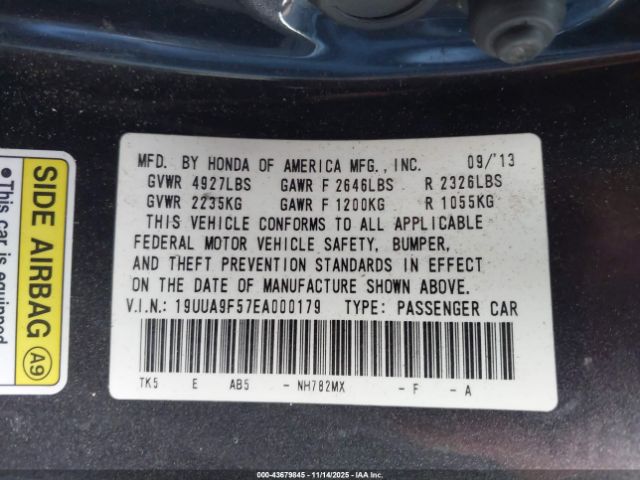 MFD. BY HONDA OF AMERICA MFG., INC. 09/'13
GVWR 4927LBS GAWR F 2646LBS R 2326LBS
GVWR 2235KG GAWR F 1200KG R 1055KG
THIS VEHICLE CONFORMS TO ALL APPLICABLE
FEDERAL MOTOR VEHICLE SAFETY, BUMPER,
AND THEFT PREVENTION STANDARDS IN EFFECT
ON THE DATE OF MANUFACTURE SHOWN ABOVE.
V.I.N.: 19UUA9F57EA000179 TYPE: PASSENGER CAR
TK5 E AB5 - NH782MX - F - A
SIDE AIRBAG A9
•This car is equipped
000-43679845 - 11/14/2025 - IAAI.COM